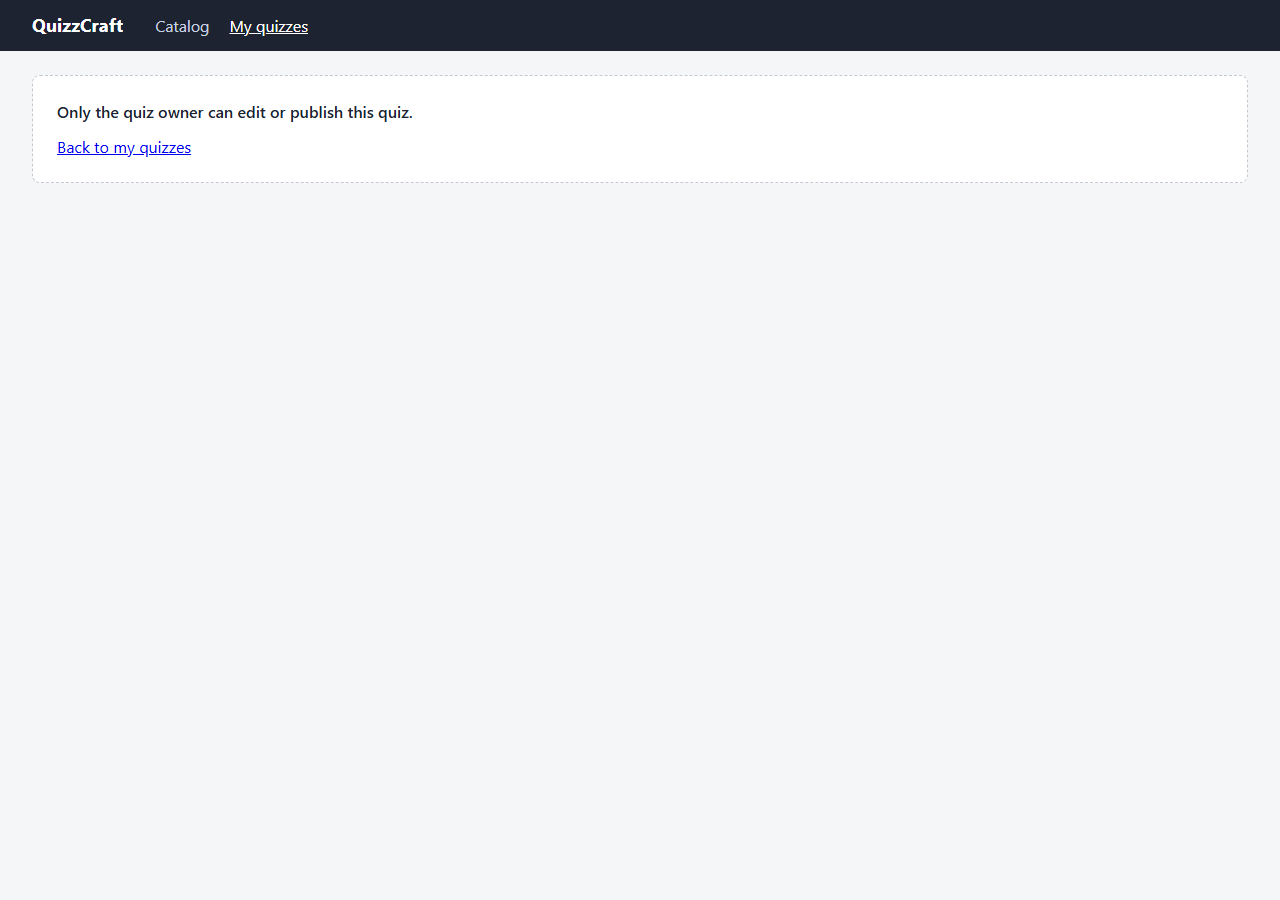 QuizzCraft Catalog My quizzes
Only the quiz owner can edit or publish this quiz.
Back to my quizzes